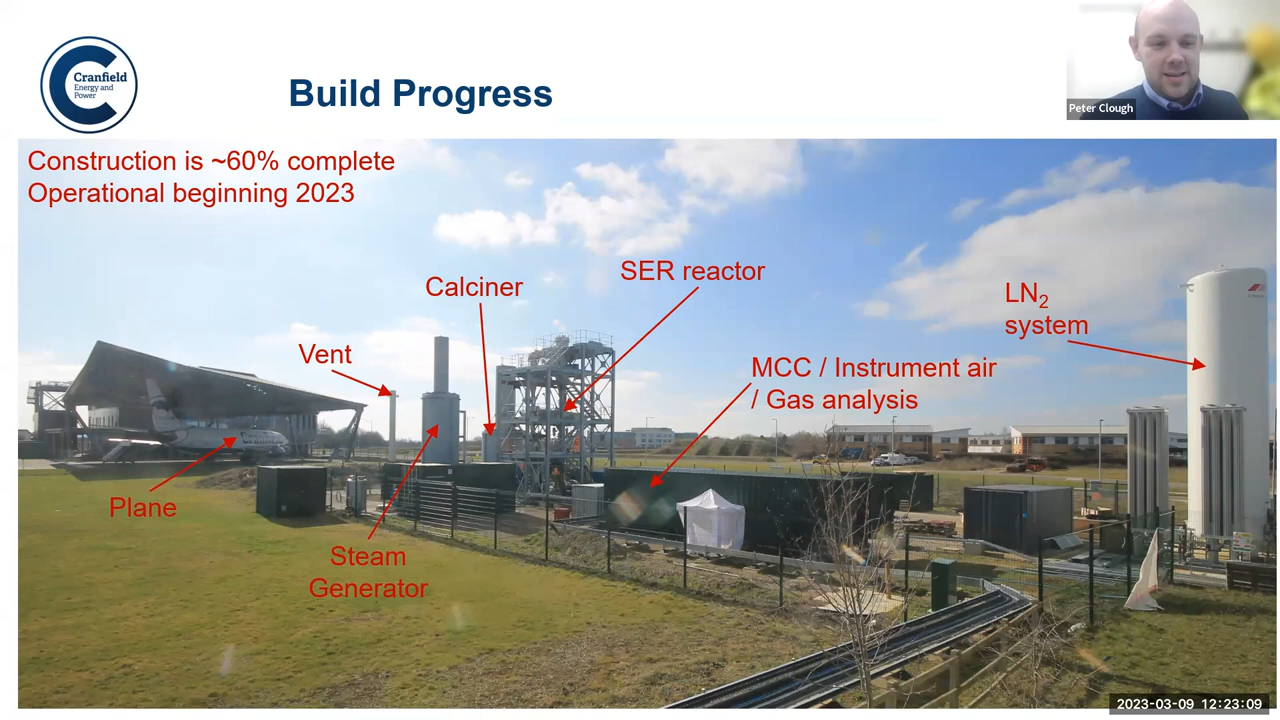 Cranfield
Energy and
Power
Build Progress
Peter Clough
Construction is ~60% complete
Operational beginning 2023
SER reactor
Calciner
LN₂
system
Vent
MCC / Instrument air
/ Gas analysis
Plane
Steam
Generator
2023-03-09 12:23:09